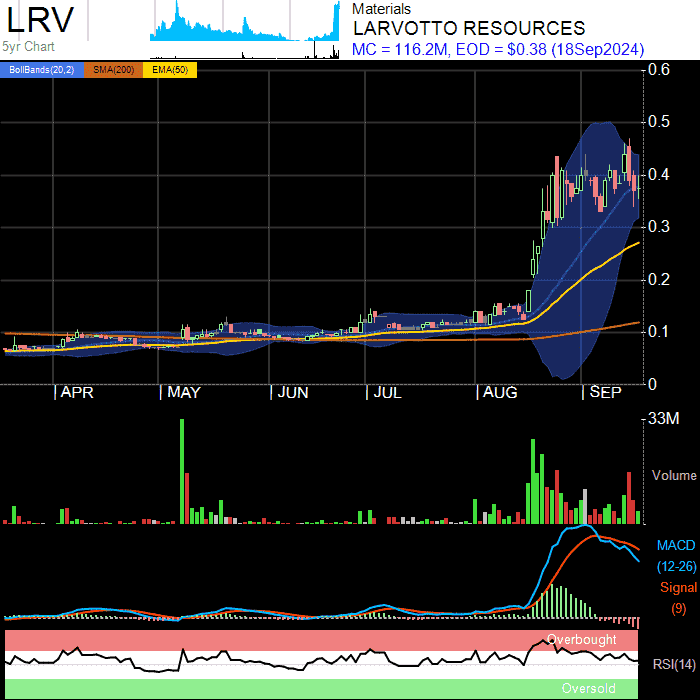 LRV
5yr Chart
Materials
LARVOTTO RESOURCES
MC = 116.2M, EOD = $0.38 (18Sep2024)
BollBands(20,2) SMA(200) EMA(50)
0.6
0.5
0.4
0.3
0.2
0.1
0
APR MAY JUN JUL AUG SEP
33M
Volume
MACD
(12-26)
Signal
(9)
Overbought
RSI(14)
Oversold